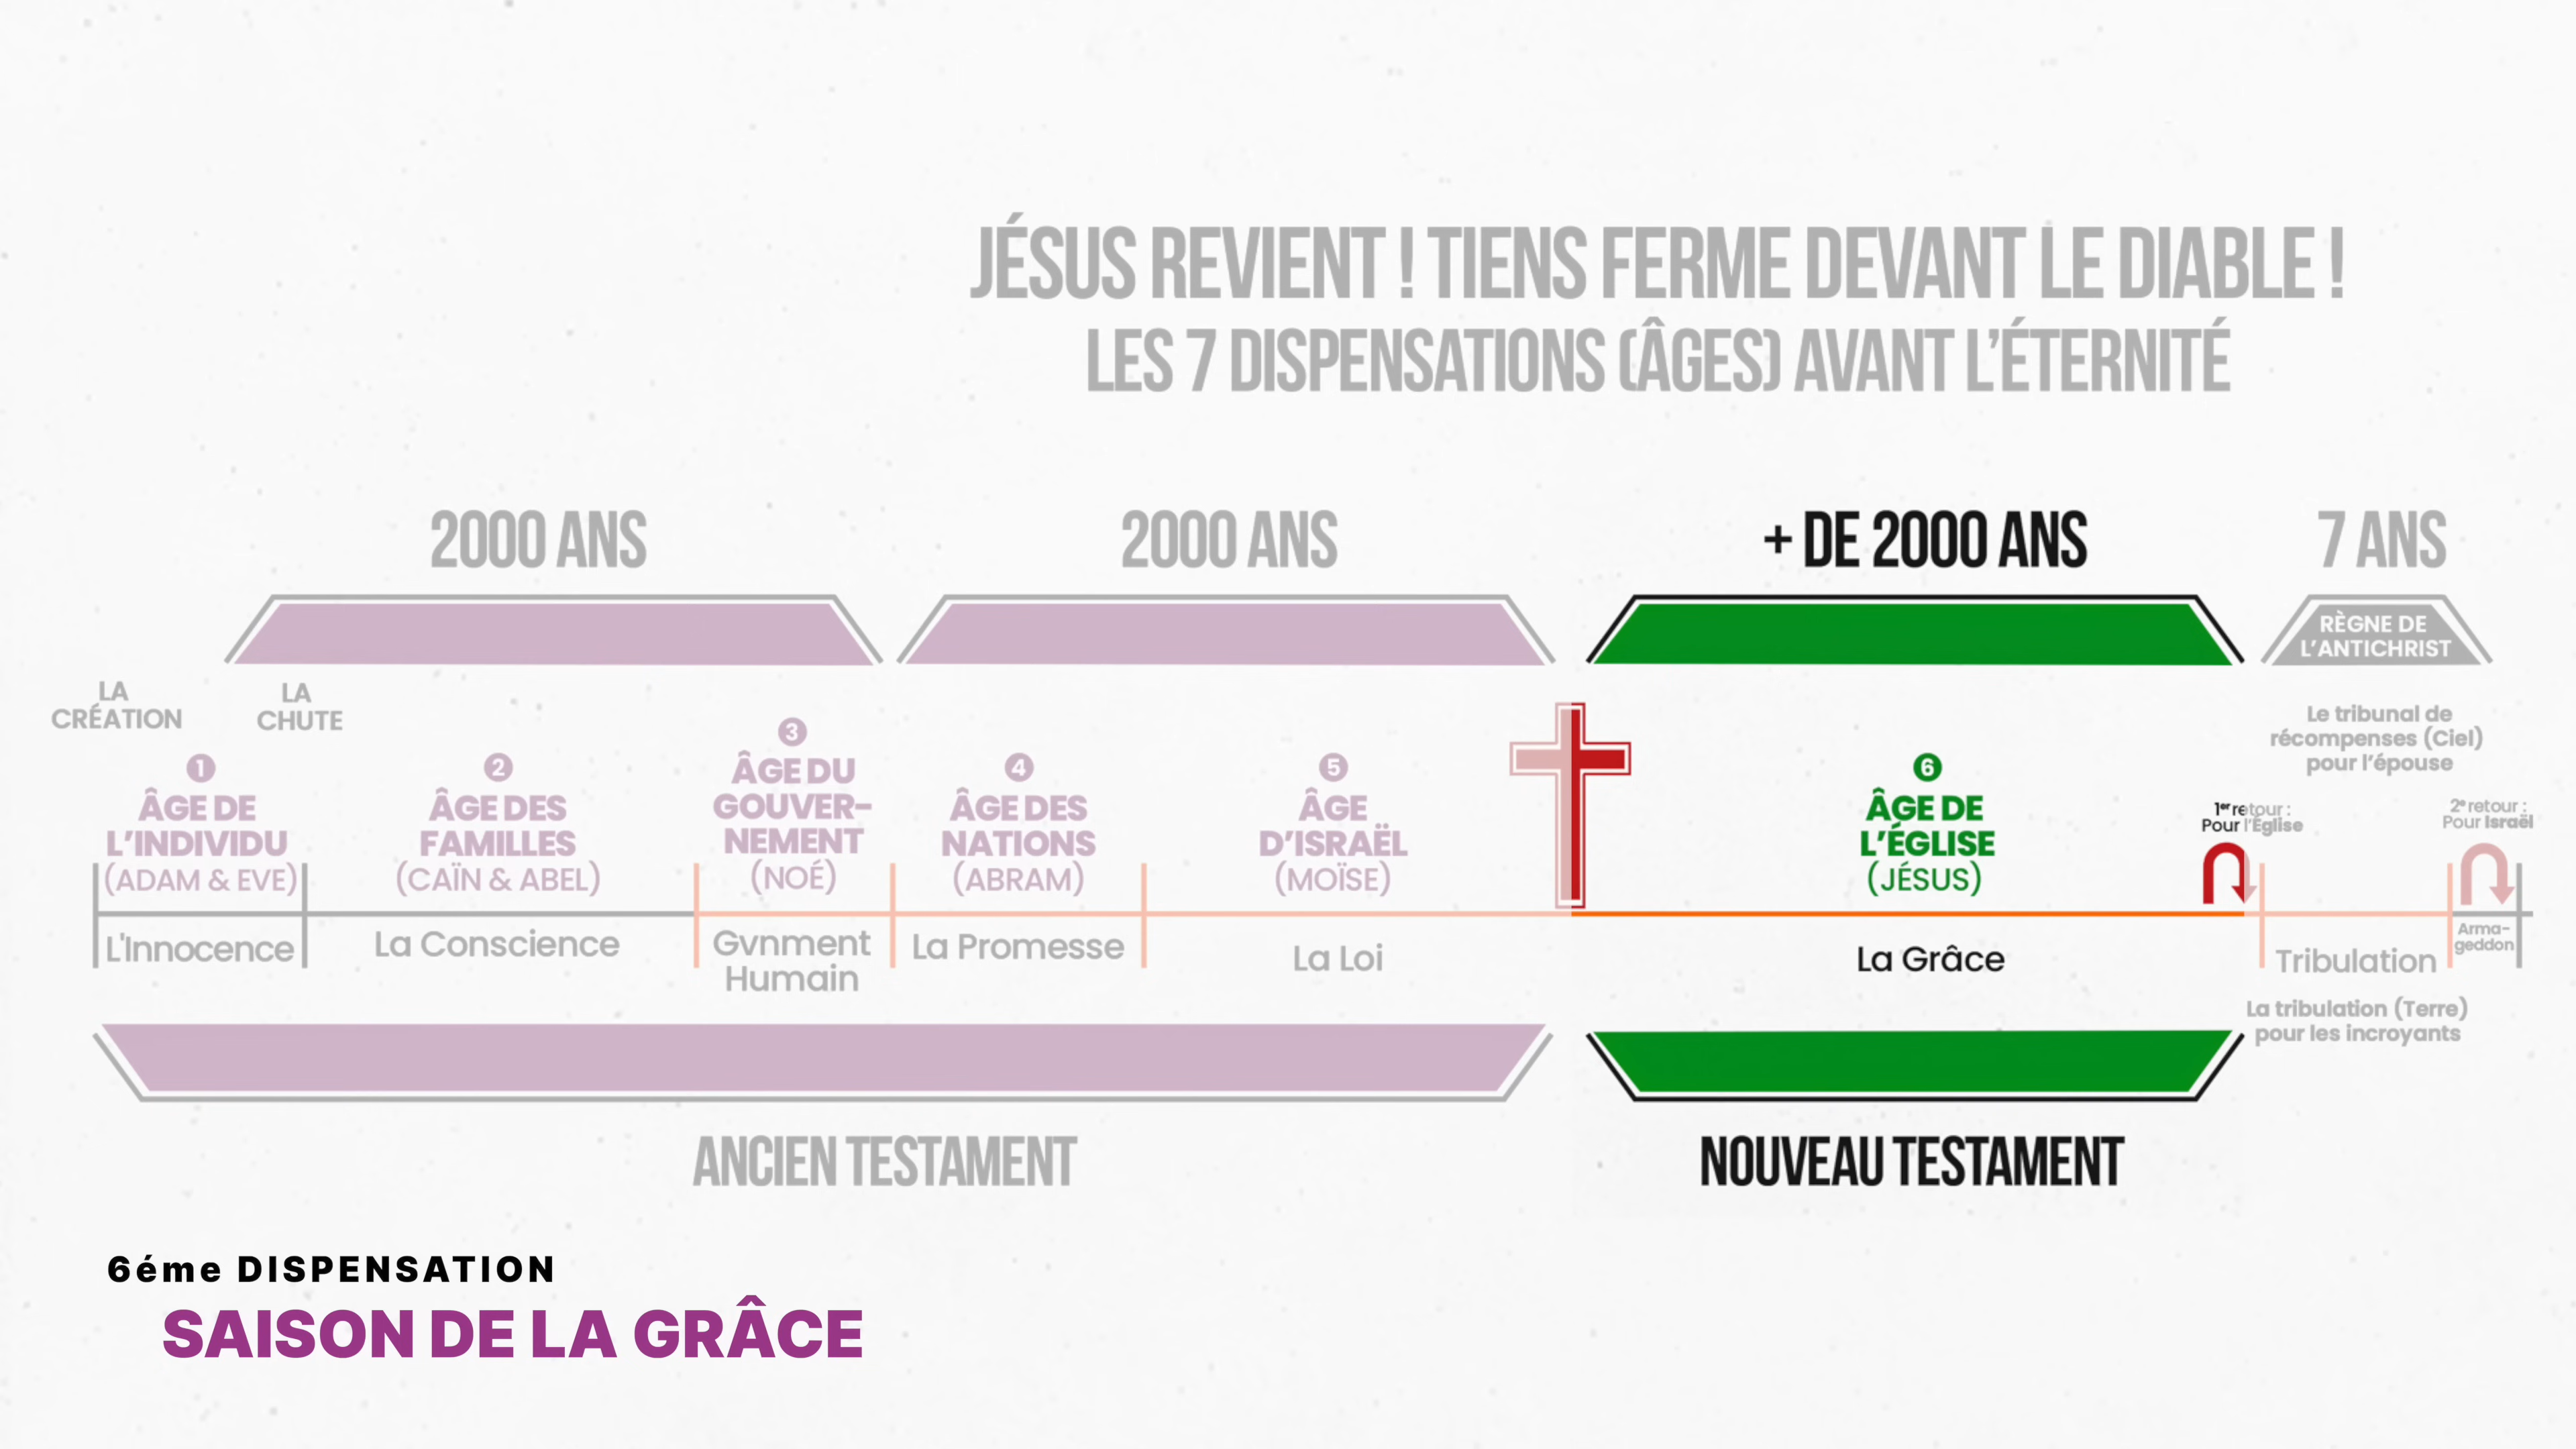 JÉSUS REVIENT ! TIENS FERME DEVANT LE DIABLE !
LES 7 DISPENSATIONS (ÂGES) AVANT L'ÉTERNITÉ
2000 ANS
2000 ANS
+ DE 2000 ANS
7 ANS
RÈGNE DE
L'ANTICHRIST
LA
CRÉATION
LA
CHUTE
1
ÂGE DE
L'INDIVIDU
(ADAM & EVE)
L'Innocence
2
ÂGE DES
FAMILLES
(CAÏN & ABEL)
La Conscience
3
ÂGE DU
GOUVER-
NEMENT
(NOÉ)
Gvnment
Humain
4
ÂGE DES
NATIONS
(ABRAM)
La Promesse
5
ÂGE
D'ISRAËL
(MOÏSE)
La Loi
6
ÂGE DE
L'ÉGLISE
(JÉSUS)
La Grâce
1er retour :
Pour l'Église
Le tribunal de
récompenses (Ciel)
pour l'épouse
Tribulation
La tribulation (Terre)
pour les incroyants
2e retour :
Pour Israël
Arma-
geddon
ANCIEN TESTAMENT
NOUVEAU TESTAMENT
6éme DISPENSATION
SAISON DE LA GRÂCE